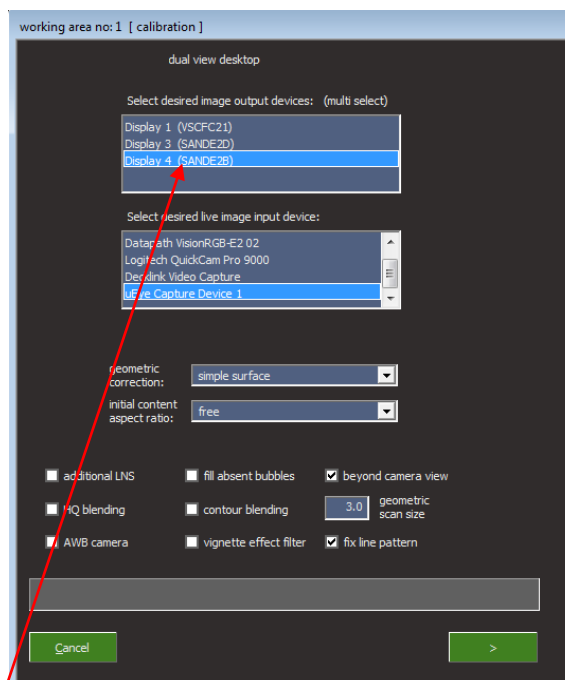 working area no: 1 [ calibration ]
dual view desktop
Select desired image output devices: (multi select)
Display 1 (VSCFC21)
Display 3 (SANDE2D)
Display 4 (SANDE2B)
Select desired live image input device:
Datapath VisionRGB-E2 02
Logitech QuickCam Pro 9000
Decklink Video Capture
uEye Capture Device 1
geometric
correction:
simple surface
initial content
aspect ratio:
free
additional LNS
fill absent bubbles
beyond camera view
HQ blending
contour blending
3.0
geometric
scan size
AWB camera
vignette effect filter
fix line pattern
Cancel
>